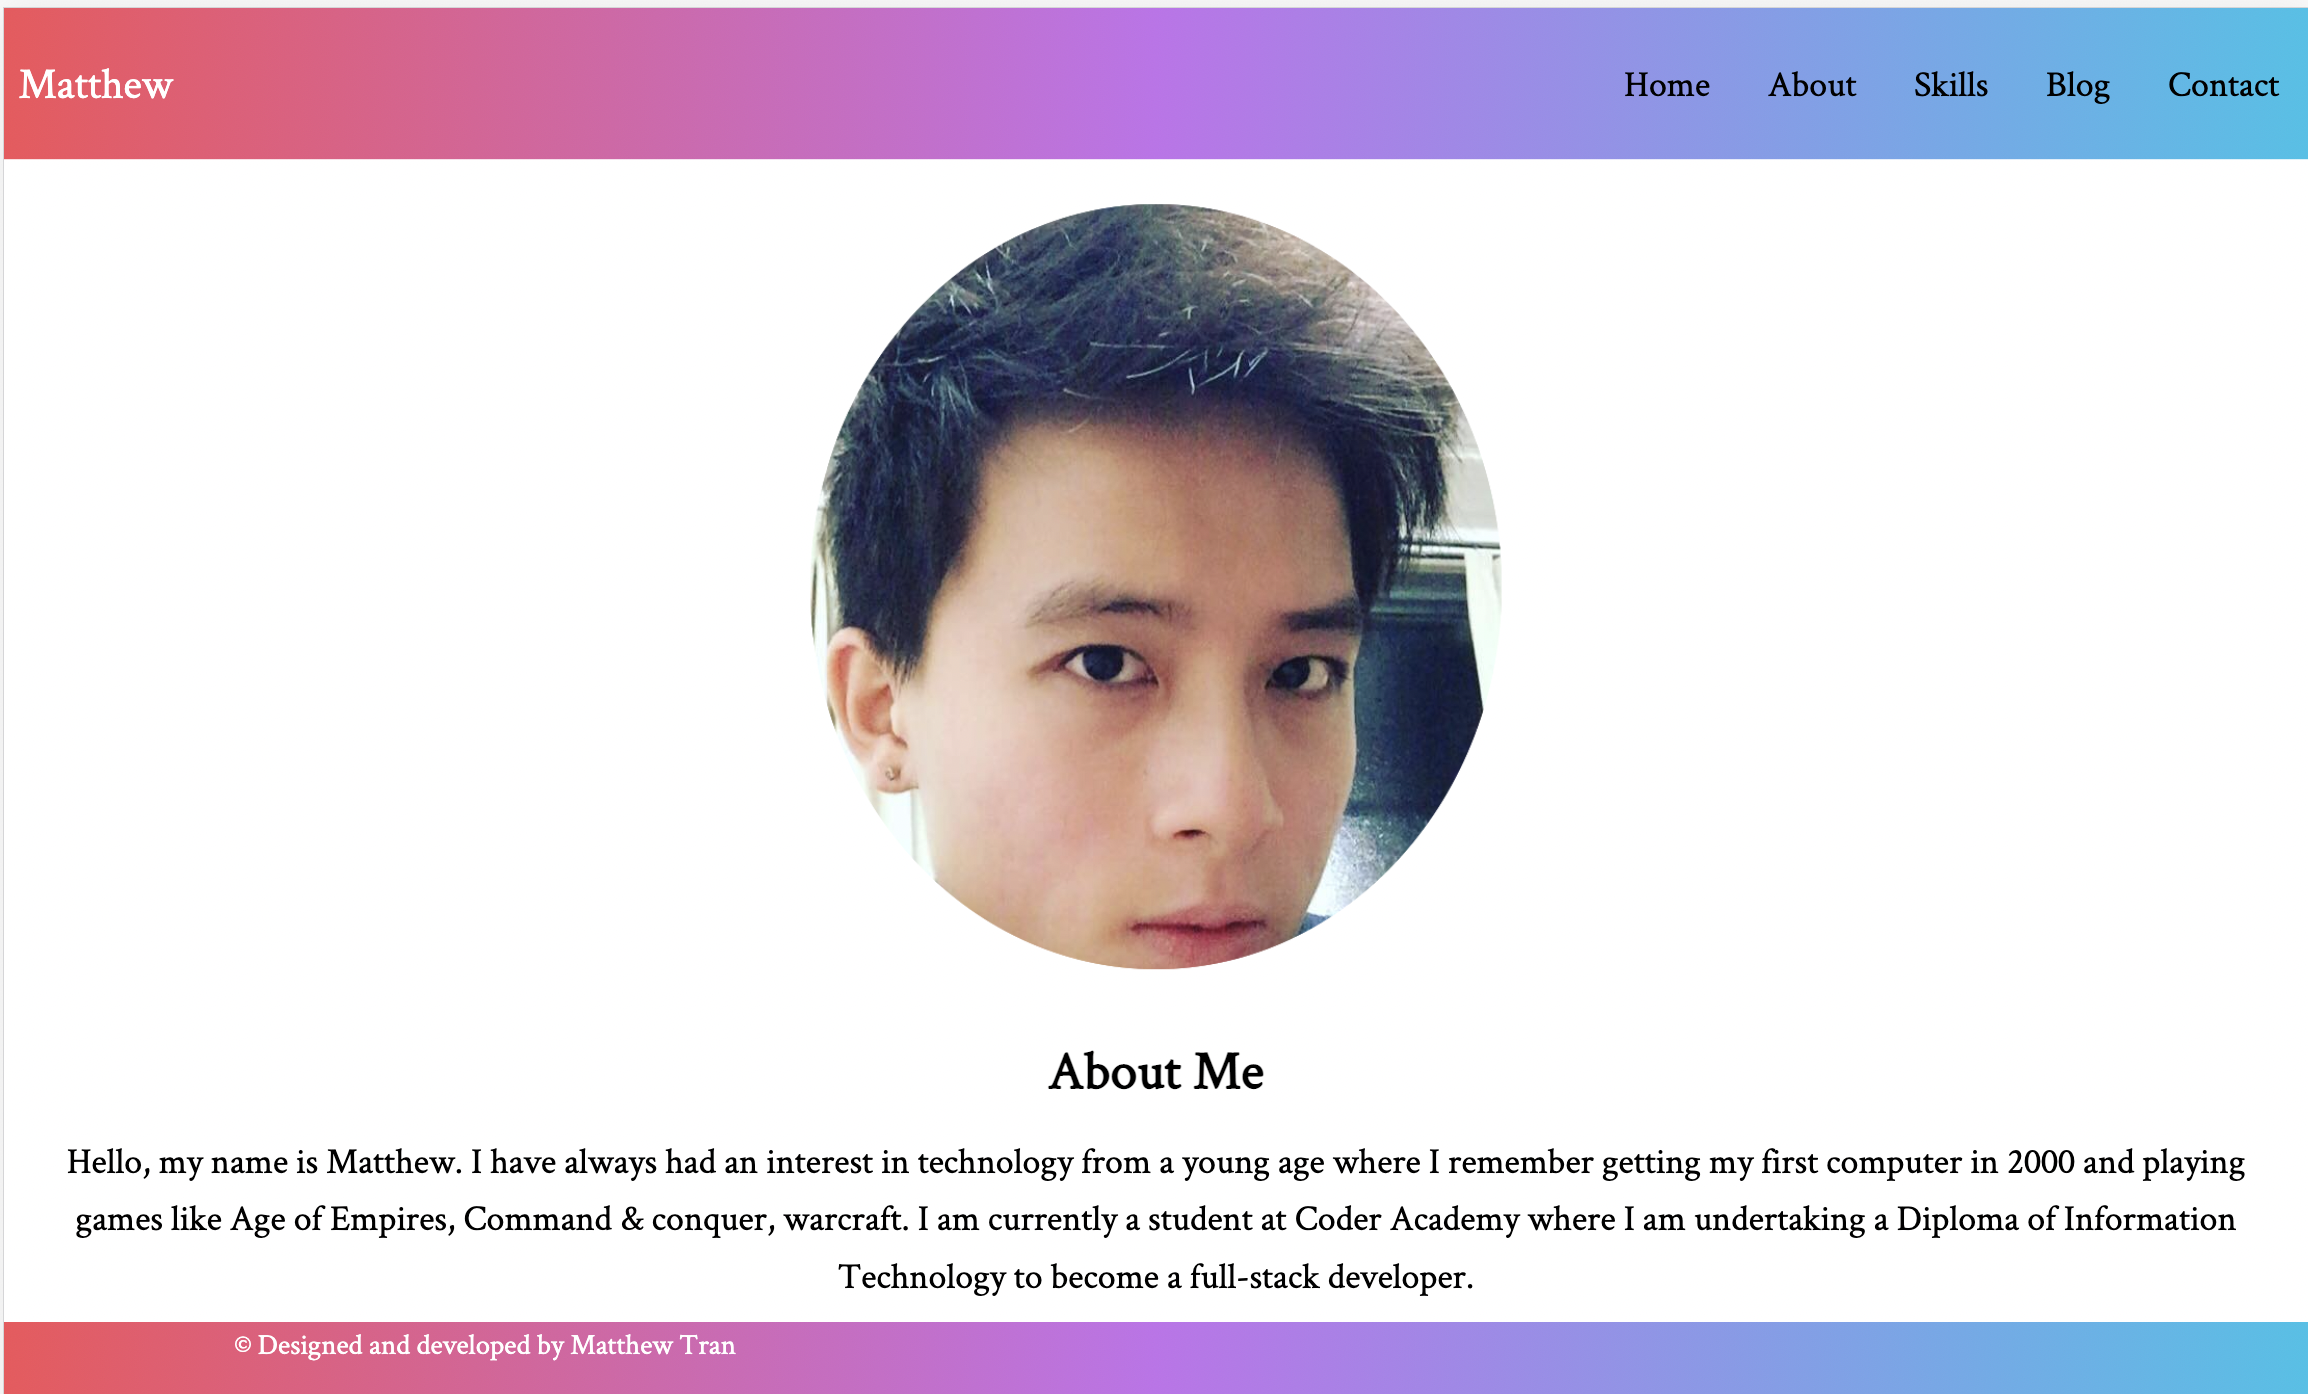 Matthew
Home About Skills Blog Contact
About Me
Hello, my name is Matthew. I have always had an interest in technology from a young age where I remember getting my first computer in 2000 and playing
games like Age of Empires, Command & conquer, warcraft. I am currently a student at Coder Academy where I am undertaking a Diploma of Information
Technology to become a full-stack developer.
© Designed and developed by Matthew Tran